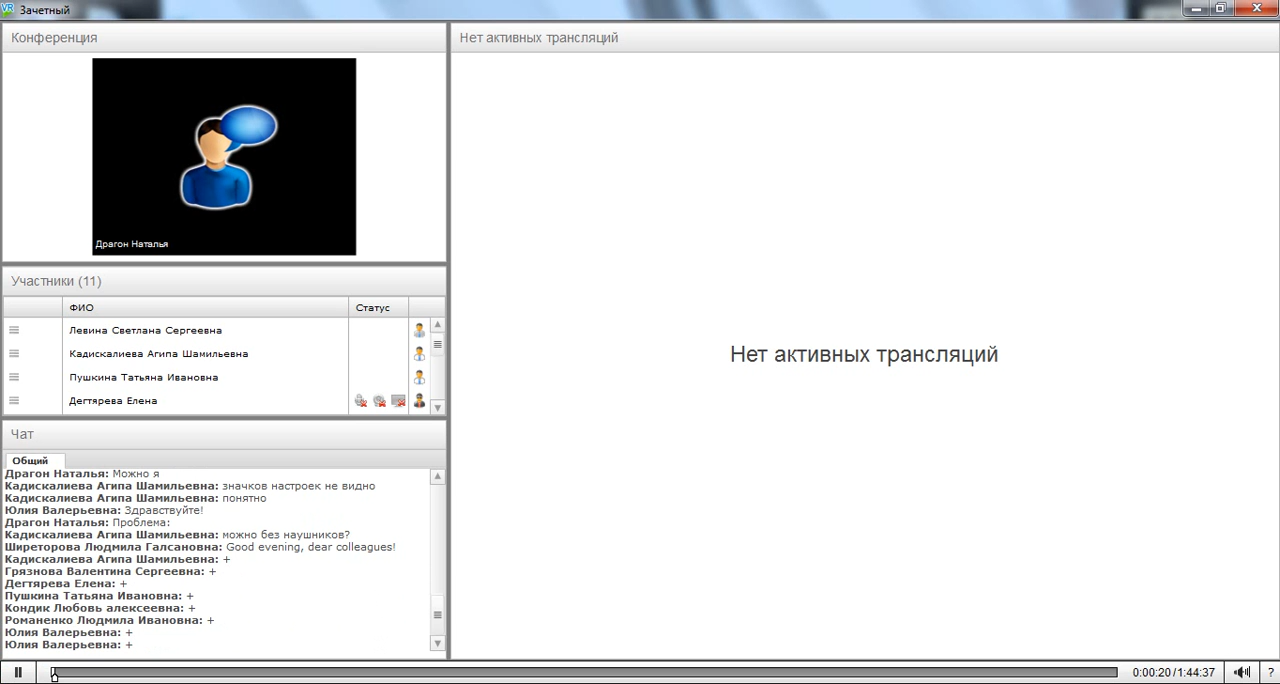 VR Зачетный
Конференция
Нет активных трансляций
Драгон Наталья
Участники (11)
ФИО Статус
Левина Светлана Сергеевна
Кадискалиева Агипа Шамильевна
Пушкина Татьяна Ивановна
Дегтярева Елена
Нет активных трансляций
Чат
Общий
Драгон Наталья: Можно я
Кадискалиева Агипа Шамильевна: значков настроек не видно
Кадискалиева Агипа Шамильевна: понятно
Юлия Валерьевна: Здравствуйте!
Драгон Наталья: Проблема:
Кадискалиева Агипа Шамильевна: можно без наушников?
Ширеторова Людмила Галсановна: Good evening, dear colleagues!
Кадискалиева Агипа Шамильевна: +
Грязнова Валентина Сергеевна: +
Дегтярева Елена: +
Пушкина Татьяна Ивановна: +
Кондик Любовь алексеевна: +
Романенко Людмила Ивановна: +
Юлия Валерьевна: +
Юлия Валерьевна: +
0:00:20/1:44:37 ?